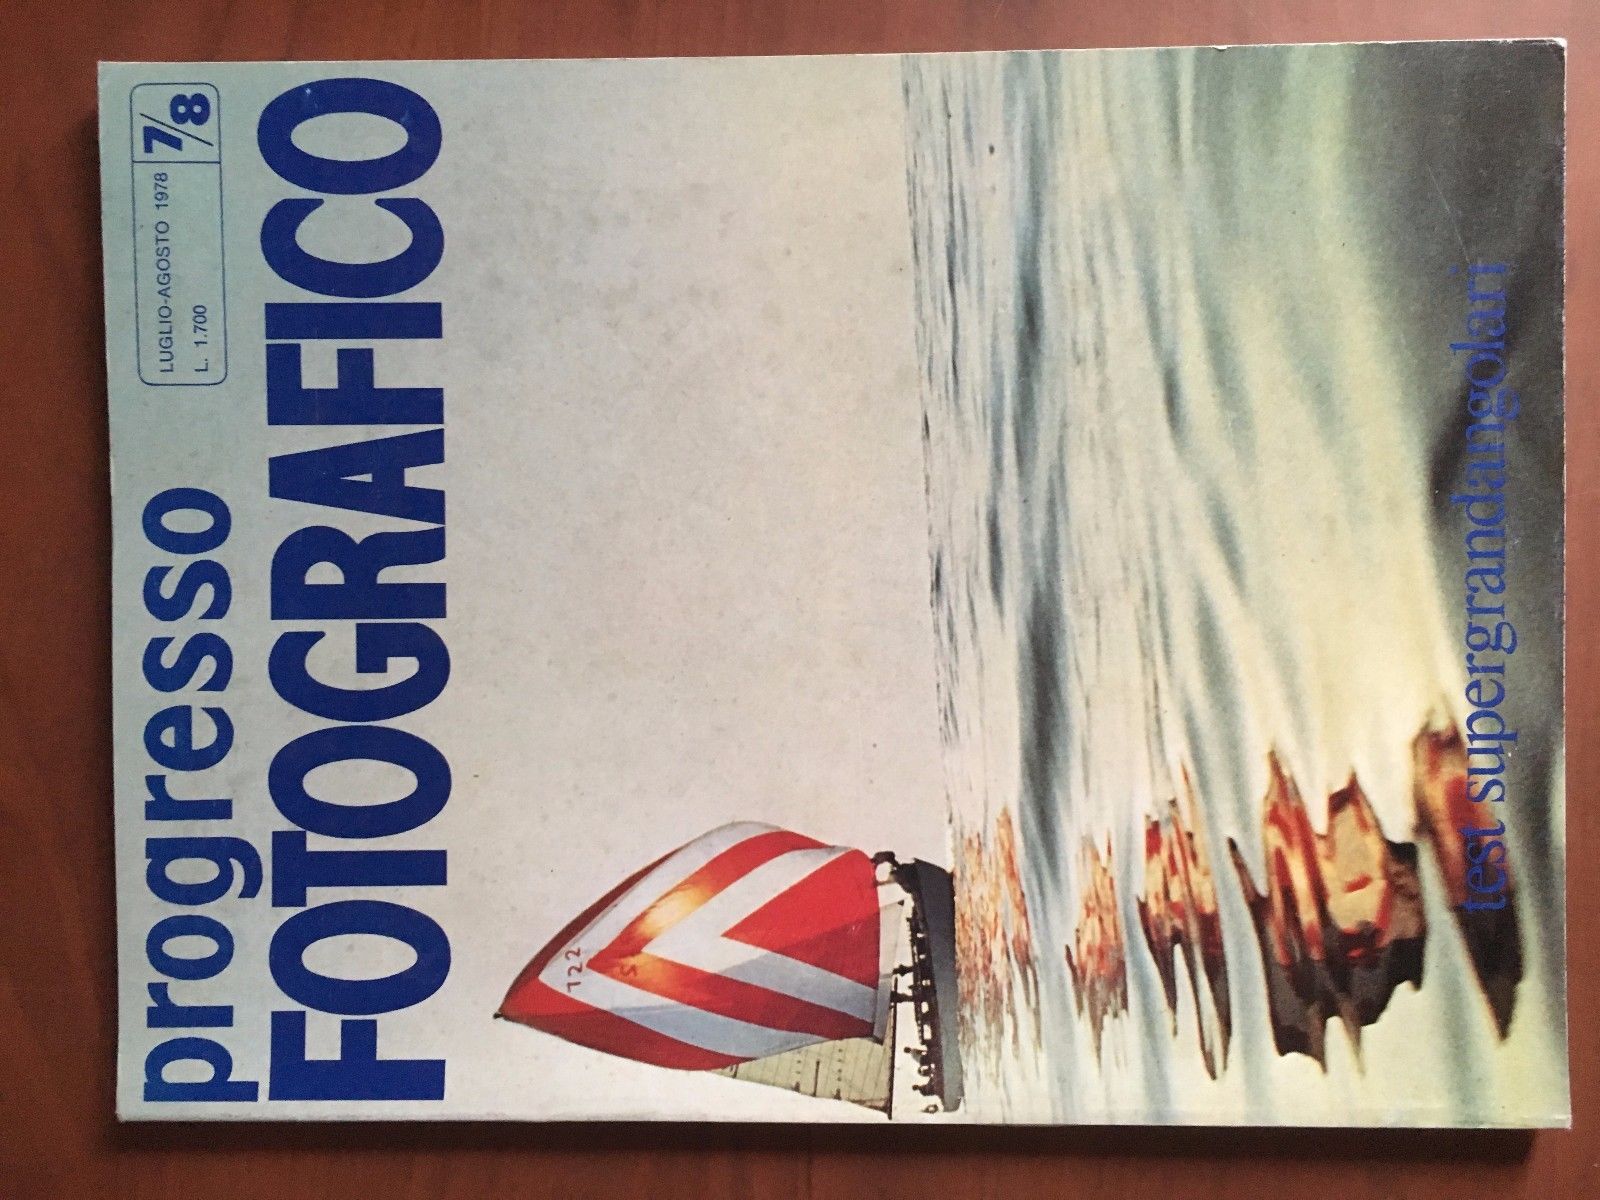 progresso
LUGLIO-AGOSTO 1978
L. 1.700
7/8
FOTOGRAFICO
722
test supergrandangolari